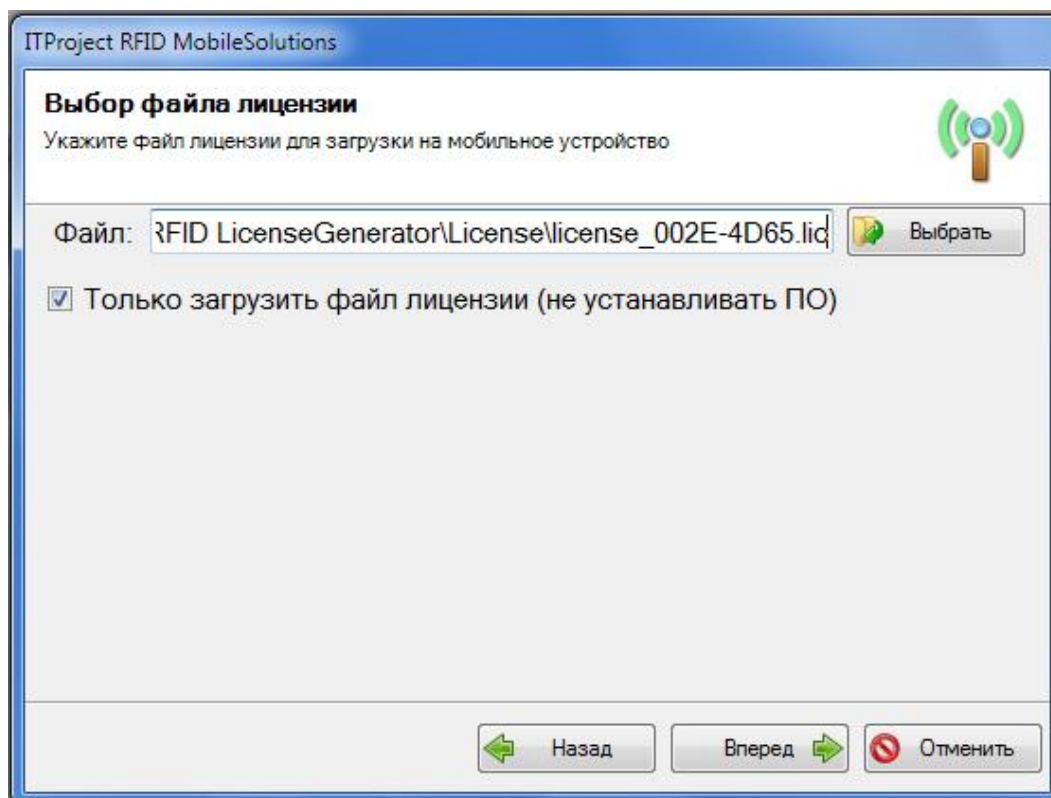 ITProject RFID MobileSolutions
Выбор файла лицензии
Укажите файл лицензии для загрузки на мобильное устройство
Файл: RFID LicenseGenerator\License\license_002E-4D65.lic Выбрать
Только загрузить файл лицензии (не устанавливать ПО)
Назад Вперед Отменить